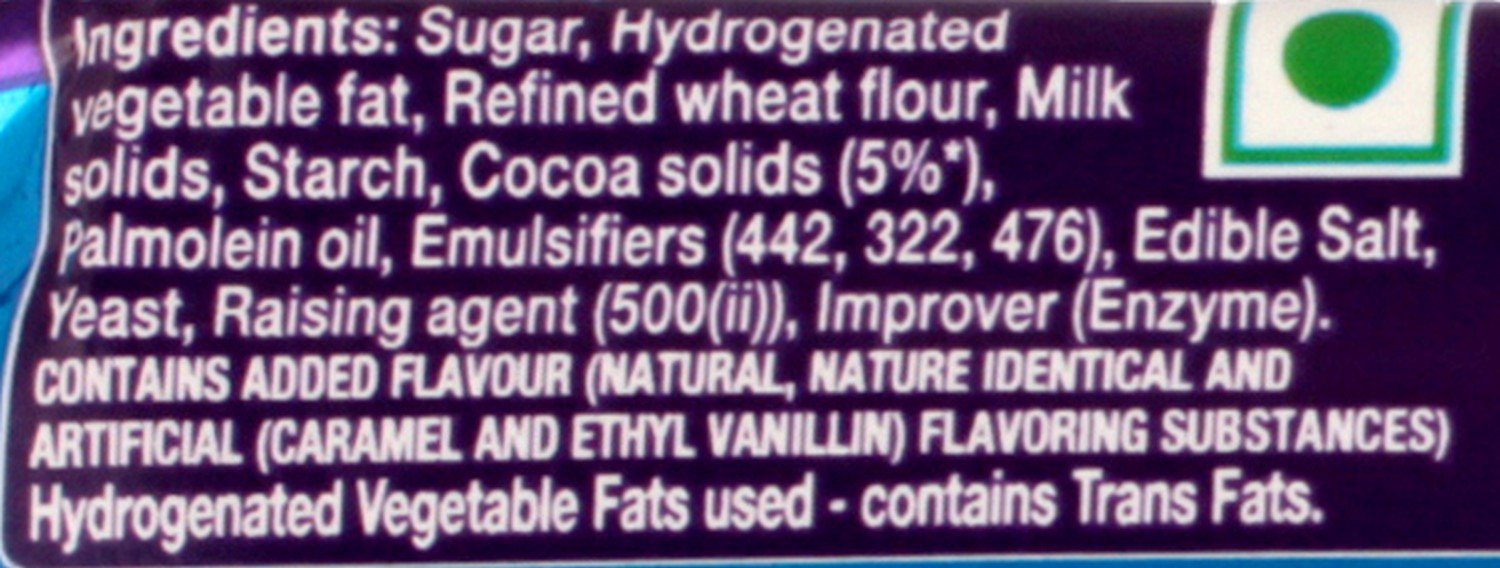 Ingredients: Sugar, Hydrogenated
vegetable fat, Refined wheat flour, Milk
solids, Starch, Cocoa solids (5%*),
Palmolein oil, Emulsifiers (442, 322, 476), Edible Salt,
Yeast, Raising agent (500(ii)), Improver (Enzyme).
CONTAINS ADDED FLAVOUR (NATURAL, NATURE IDENTICAL AND
ARTIFICIAL (CARAMEL AND ETHYL VANILLIN) FLAVORING SUBSTANCES)
Hydrogenated Vegetable Fats used - contains Trans Fats.